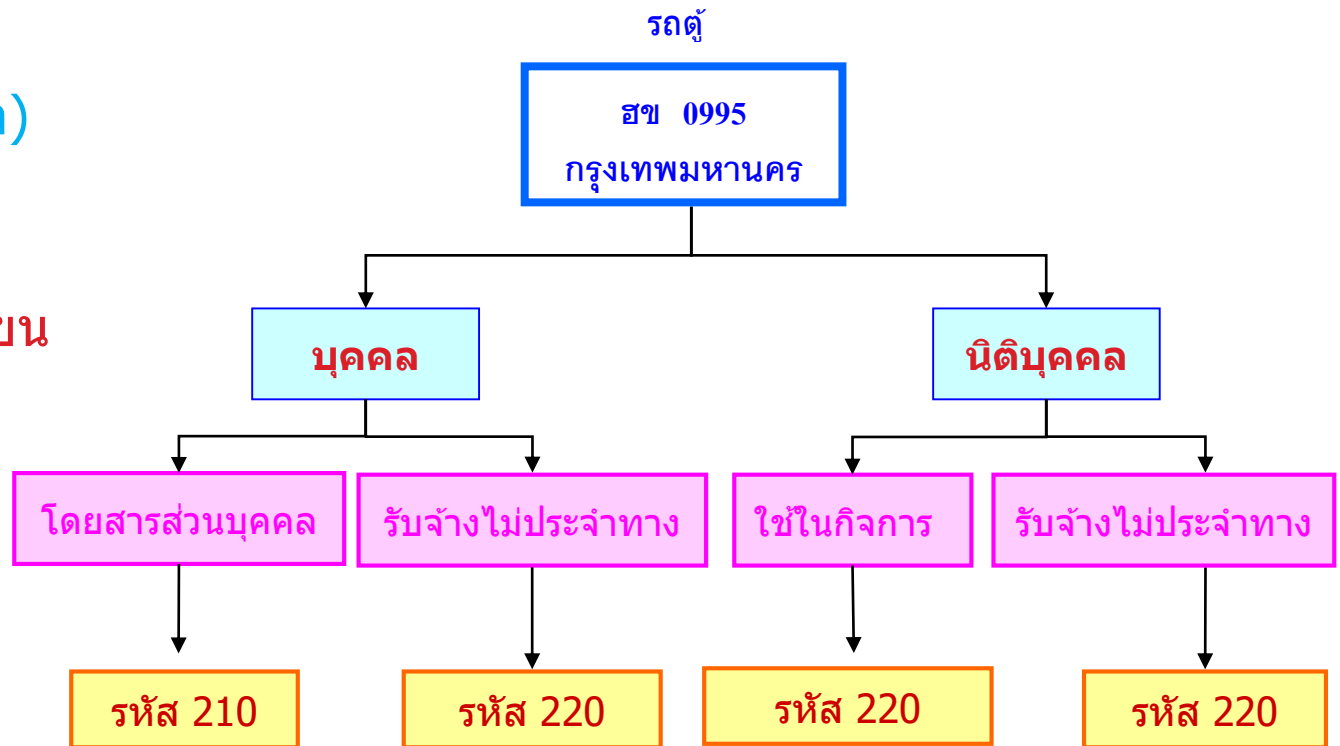 รถตู้
ฮข 0995
กรุงเทพมหานคร
บุคคล
นิติบุคคล
โดยสารส่วนบุคคล
รับจ้างไม่ประจำทาง
ใช้ในกิจการ
รับจ้างไม่ประจำทาง
รหัส 210
รหัส 220
รหัส 220
รหัส 220